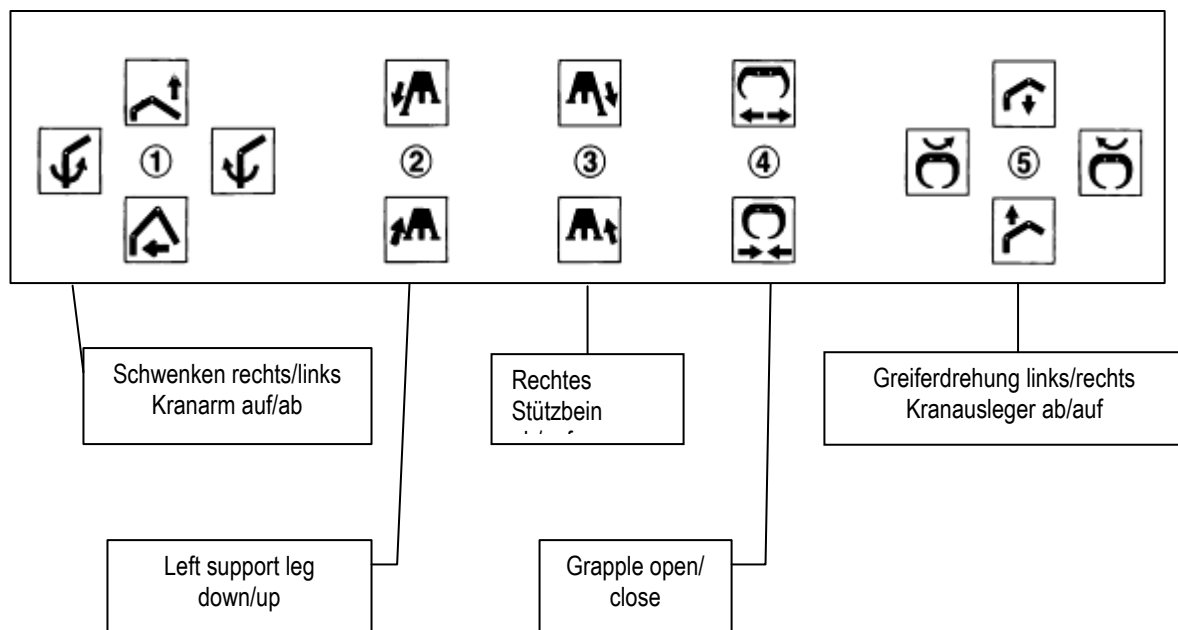 ① ② ③ ④ ⑤
Schwenken rechts/links
Kranarm auf/ab
Rechtes
Stützbein
Greiferdrehung links/rechts
Kranausleger ab/auf
Left support leg
down/up
Grapple open/
close